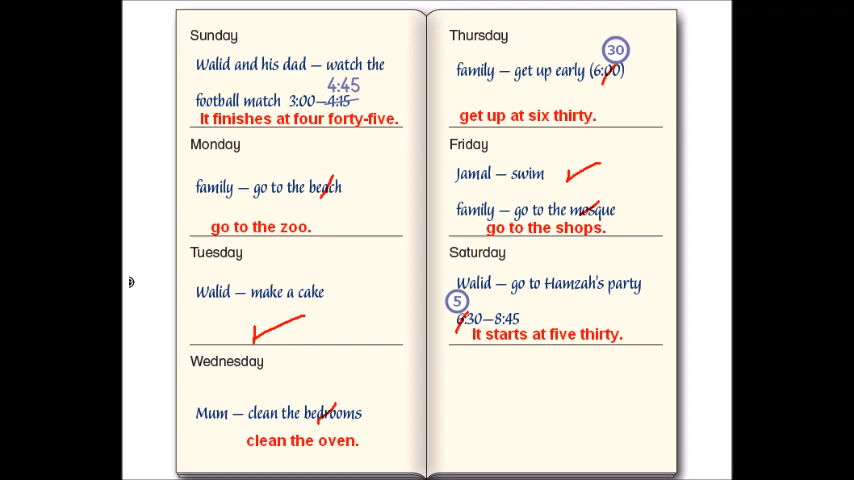 Sunday
Walid and his dad – watch the
4:45
football match 3:00–4:15
It finishes at four forty-five.
Monday
family – go to the beach
go to the zoo.
Tuesday
Walid – make a cake
Wednesday
Mum – clean the bedrooms
clean the oven.
Thursday
30
family – get up early (6:00)
get up at six thirty.
Friday
Jamal – swim
family – go to the mosque
go to the shops.
Saturday
Walid – go to Hamzah's party
5
6:30–8:45
It starts at five thirty.